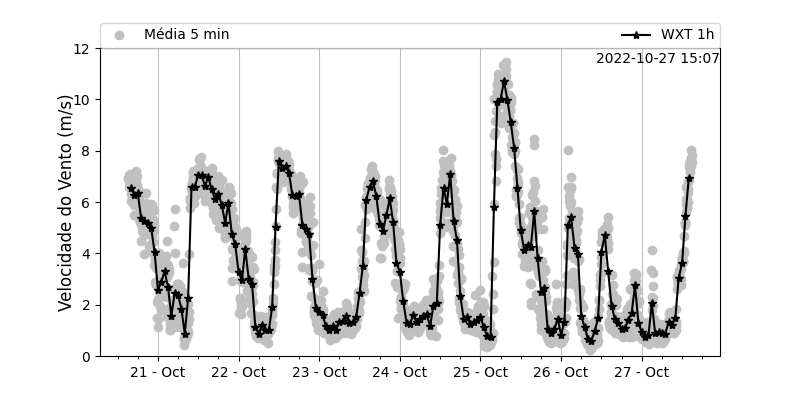 Média 5 min
WXT 1h
2022-10-27 15:07
Velocidade do Vento (m/s)
12
10
8
6
4
2
0
21 - Oct
22 - Oct
23 - Oct
24 - Oct
25 - Oct
26 - Oct
27 - Oct